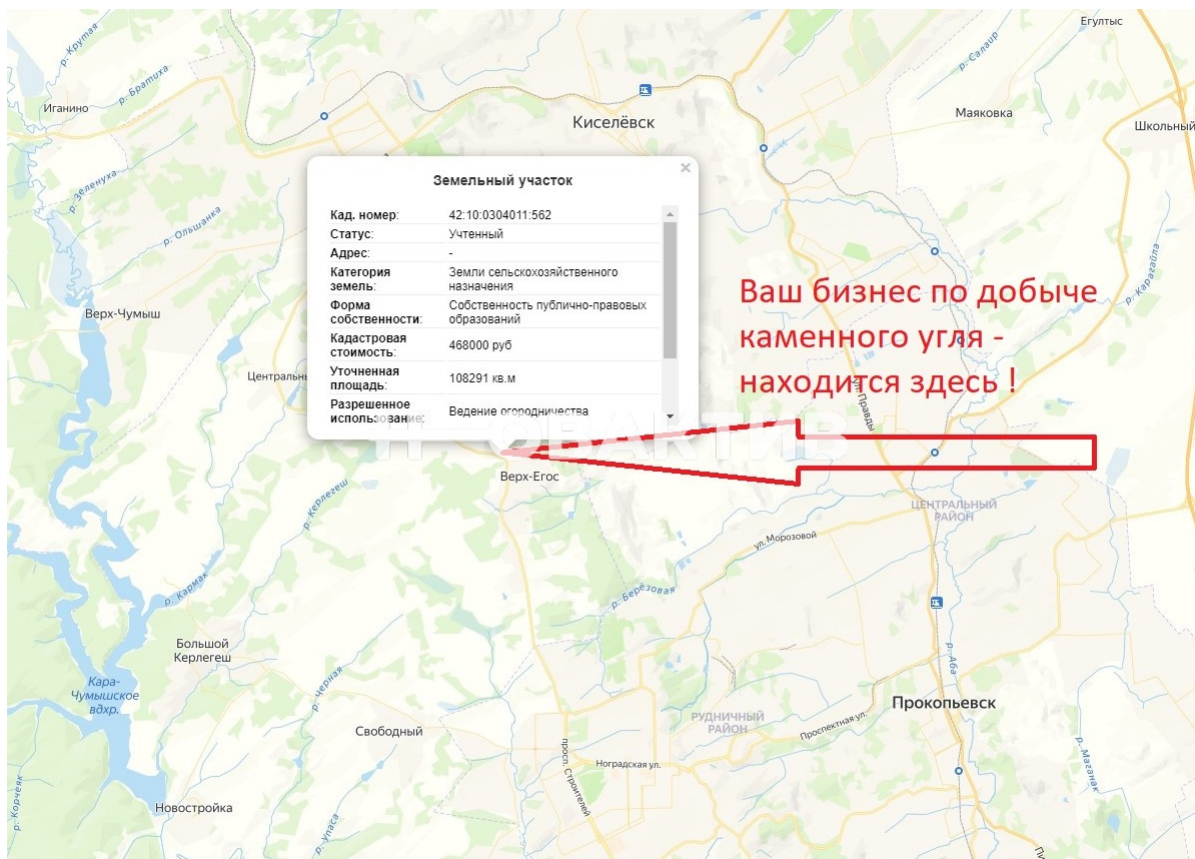 Егултыс
р. Крутая
р. Салаир
р. Братиха
Иганино
Киселёвск
Маяковка
Школьный
р. Зеленуха
р. Ольшанка
Земельный участок
×
Кад. номер: 42:10:0304011:562
Статус: Учтенный
Адрес: -
Категория Земли сельскохозяйственного
земель: назначения
Форма Собственность публично-правовых
собственности: образований
Кадастровая
стоимость: 468000 руб
Уточненная
площадь: 108291 кв.м
Разрешенное
использование: Ведение огородничества
р. Карагайла
Верх-Чумыш
Ваш бизнес по добыче
каменного угля -
находится здесь !
ул. Правды
Верх-Егос
р. Керлегеш
ЦЕНТРАЛЬНЫЙ
РАЙОН
ул. Морозовой
р. Кармак
р. Берёзовая
Большой
Керлегеш
Кара-
Чумышское
вдхр.
р. Черная
р. Аба
Прокопьевск
РУДНИЧНЫЙ
РАЙОН
Проспектная ул.
Свободный
просп. Строителей
Ноградская ул.
р. Маганак
Новостройка
р. Корчеяк
р. Упаса